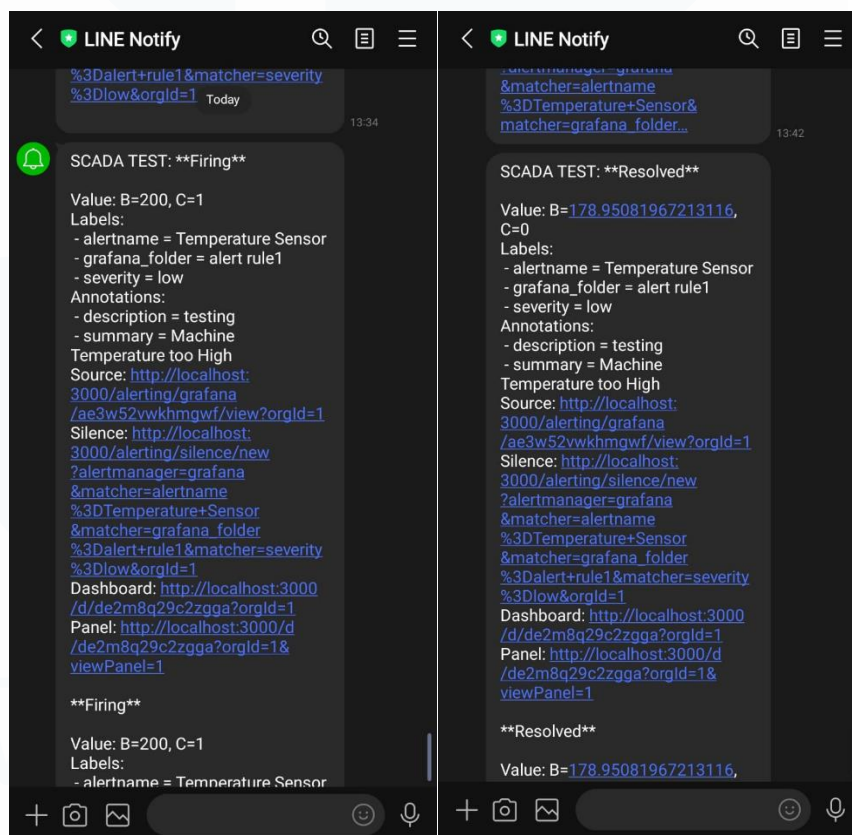 LINE Notify
%3Dalert+rule1&matcher=severity
%3Dlow&orgId=1
Today
13:34
SCADA TEST: **Firing**
Value: B=200, C=1
Labels:
- alertname = Temperature Sensor
- grafana_folder = alert rule1
- severity = low
Annotations:
- description = testing
- summary = Machine
Temperature too High
Source: http://localhost:
3000/alerting/grafana
/ae3w52vwkhmgwf/view?orgId=1
Silence: http://localhost:
3000/alerting/silence/new
?alertmanager=grafana
&matcher=alertname
%3DTemperature+Sensor
&matcher=grafana_folder
%3Dalert+rule1&matcher=severity
%3Dlow&orgId=1
Dashboard: http://localhost:3000
/d/de2m8q29c2zgga?orgId=1
Panel: http://localhost:3000/d
/de2m8q29c2zgga?orgId=1&
viewPanel=1
**Firing**
Value: B=200, C=1
Labels:
- alertname = Temperature Sensor
LINE Notify
?alertmanager=grafana
&matcher=alertname
%3DTemperature+Sensor&
matcher=grafana_folder...
13:42
SCADA TEST: **Resolved**
Value: B=178.95081967213116,
C=0
Labels:
- alertname = Temperature Sensor
- grafana_folder = alert rule1
- severity = low
Annotations:
- description = testing
- summary = Machine
Temperature too High
Source: http://localhost:
3000/alerting/grafana
/ae3w52vwkhmgwf/view?orgId=1
Silence: http://localhost:
3000/alerting/silence/new
?alertmanager=grafana
&matcher=alertname
%3DTemperature+Sensor
&matcher=grafana_folder
%3Dalert+rule1&matcher=severity
%3Dlow&orgId=1
Dashboard: http://localhost:3000
/d/de2m8q29c2zgga?orgId=1
Panel: http://localhost:3000/d
/de2m8q29c2zgga?orgId=1&
viewPanel=1
**Resolved**
Value: B=178.95081967213116,